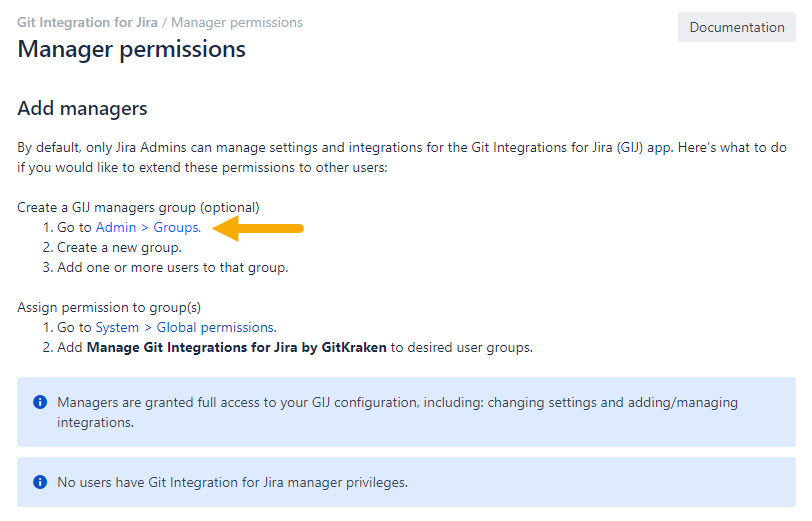 Git Integration for Jira / Manager permissions
Documentation
Manager permissions
Add managers
By default, only Jira Admins can manage settings and integrations for the Git Integrations for Jira (GIJ) app. Here's what to do
if you would like to extend these permissions to other users:
Create a GIJ managers group (optional)
1. Go to Admin > Groups.
2. Create a new group.
3. Add one or more users to that group.
Assign permission to group(s)
1. Go to System > Global permissions.
2. Add Manage Git Integrations for Jira by GitKraken to desired user groups.
Managers are granted full access to your GIJ configuration, including: changing settings and adding/managing
integrations.
No users have Git Integration for Jira manager privileges.